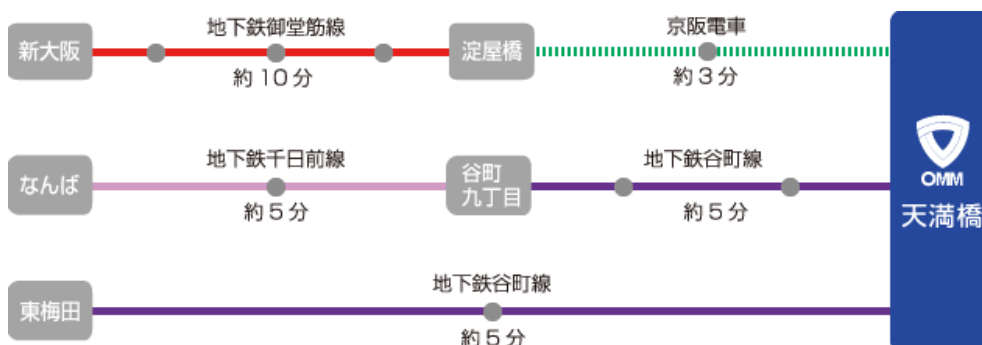 新大阪
地下鉄御堂筋線
約10分
淀屋橋
京阪電車
約3分
なんば
地下鉄千日前線
約5分
谷町
九丁目
地下鉄谷町線
約5分
東梅田
地下鉄谷町線
約5分
OMM
天満橋